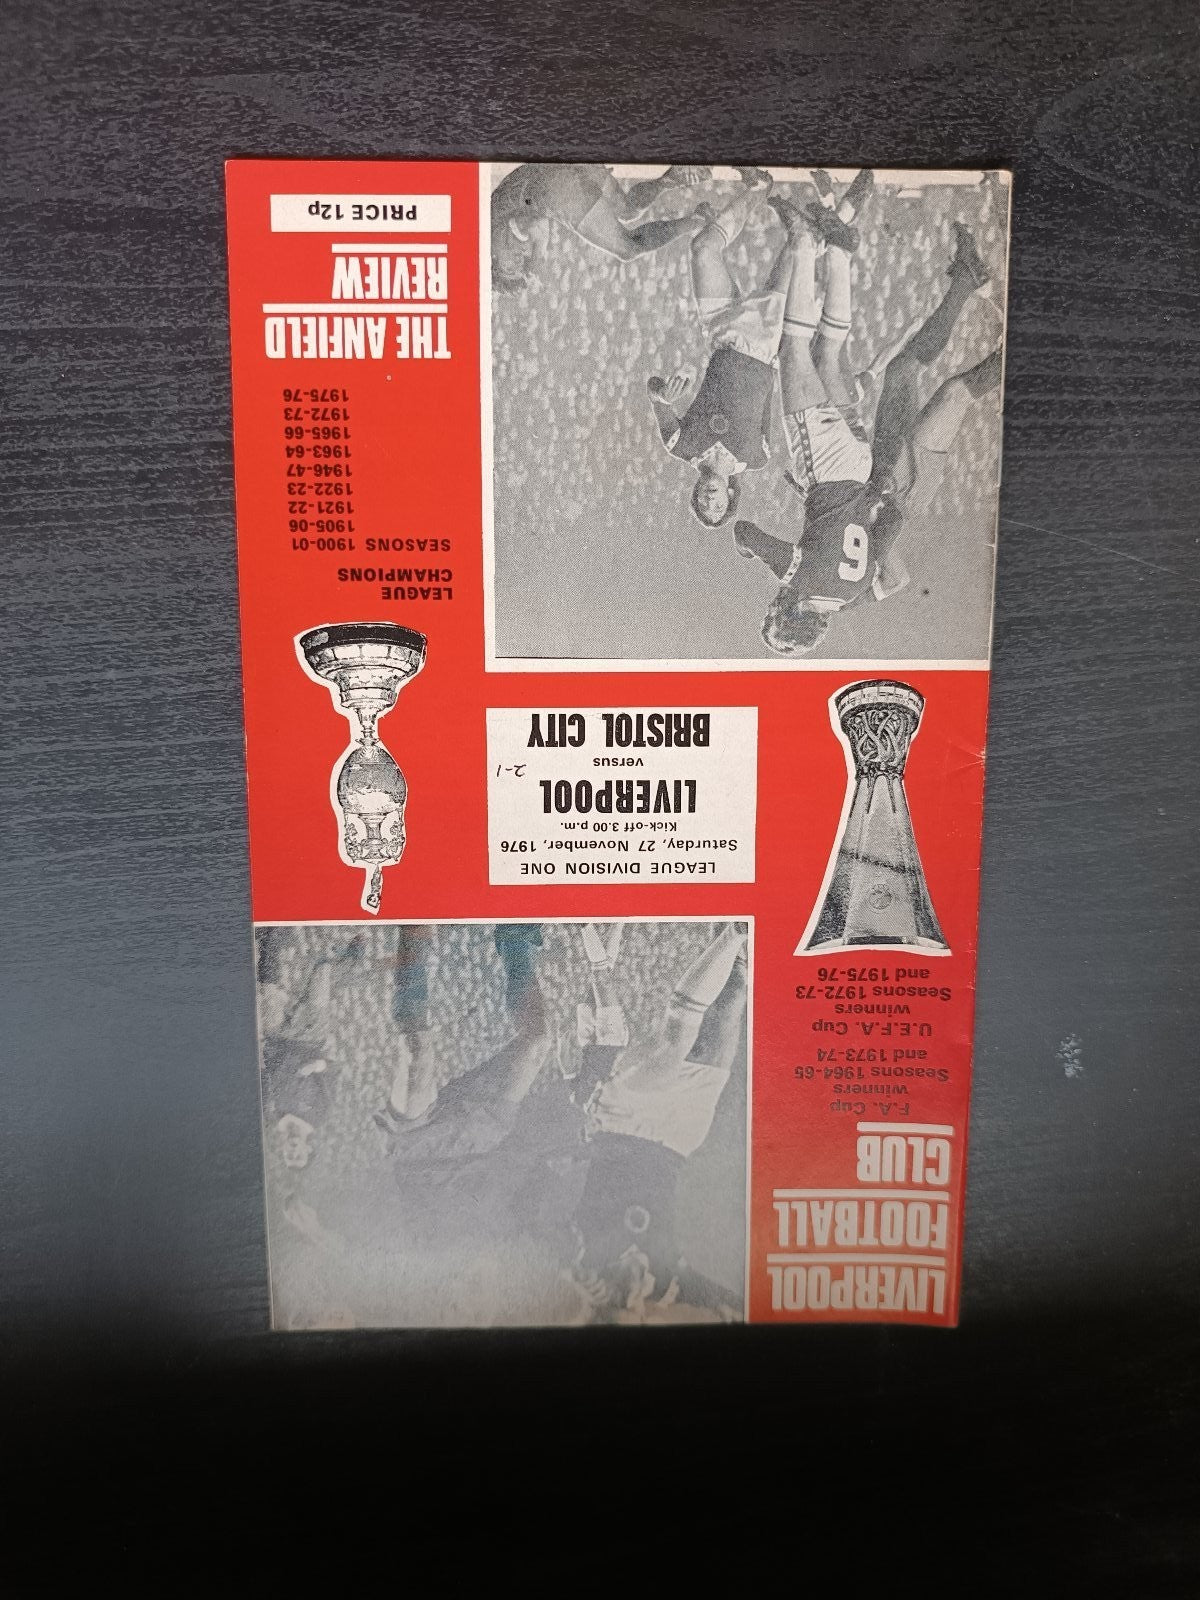 LIVERPOOL
FOOTBALL
CLUB
F.A. Cup
winners
Seasons 1964-65
and 1973-74
U.E.F.A. Cup
winners
Seasons 1972-73
and 1975-76
LEAGUE DIVISION ONE
Saturday, 27 November, 1976
Kick-off 3.00 p.m.
LIVERPOOL
versus
2-1
BRISTOL CITY
6
LEAGUE
CHAMPIONS
SEASONS 1900-01
1905-06
1921-22
1922-23
1946-47
1963-64
1965-66
1972-73
1975-76
THE ANFIELD
REVIEW
PRICE 12p